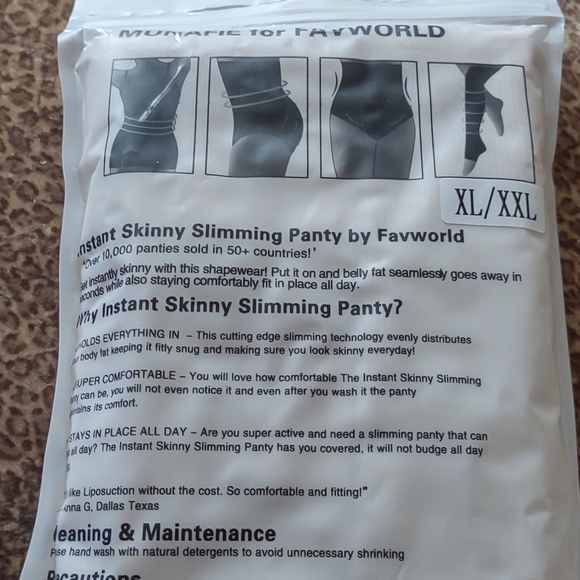 for FAVWORLD
XL/XXL
Instant Skinny Slimming Panty by Favworld
"Over 10,000 panties sold in 50+ countries!'
Get instantly skinny with this shapewear! Put it on and belly fat seamlessly goes away in
seconds while also staying comfortably fit in place all day.
Why Instant Skinny Slimming Panty?
HOLDS EVERYTHING IN – This cutting edge slimming technology evenly distributes
body fat keeping it fitly snug and making sure you look skinny everyday!
SUPER COMFORTABLE – You will love how comfortable The Instant Skinny Slimming
can be, you will not even notice it and even after you wash it the panty
its comfort.
STAYS IN PLACE ALL DAY – Are you super active and need a slimming panty that can
all day? The Instant Skinny Slimming Panty has you covered, it will not budge all day
like Liposuction without the cost. So comfortable and fitting!"
Anna G, Dallas Texas
Cleaning & Maintenance
Please hand wash with natural detergents to avoid unnecessary shrinking
Precautions